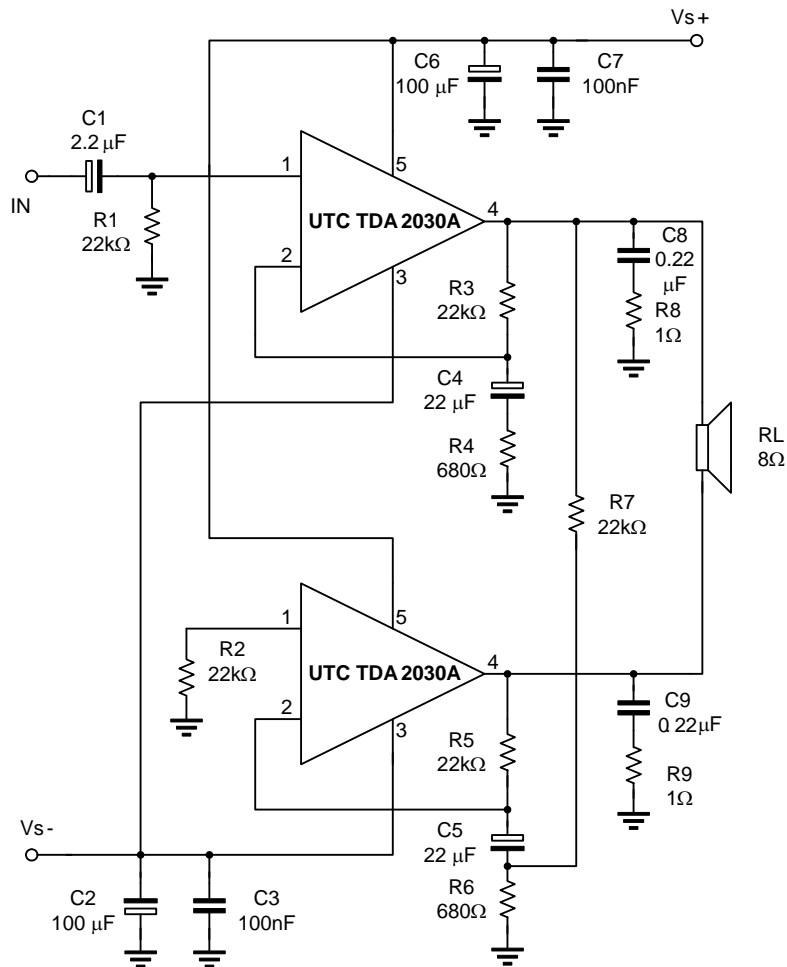 Vs+
C6
100 µF
C7
100nF
C1
2.2 µF
IN
R1
22kΩ
1
5
UTC TDA 2030A
4
2
3
R3
22kΩ
C8
0.22
µF
R8
1Ω
C4
22 µF
R4
680Ω
RL
8Ω
R7
22kΩ
1
5
R2
22kΩ
UTC TDA 2030A
4
2
3
R5
22kΩ
C9
0.22µF
R9
1Ω
Vs-
C5
22 µF
R6
680Ω
C2
100 µF
C3
100nF